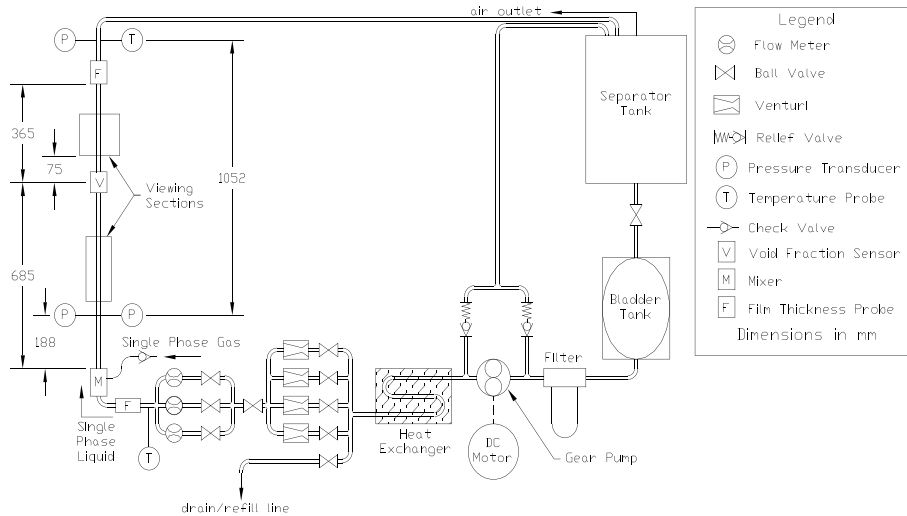 air outlet
P
T
F
365
75
V
Viewing
Sections
1052
685
P
P
188
Single Phase Gas
M
F
Single
Phase
Liquid
T
drain/refill line
Heat
Exchanger
DC
Motor
Gear Pump
Filter
Separator
Tank
Bladder
Tank
Legend
Flow Meter
Ball Valve
Venturi
Relief Valve
P
Pressure Transducer
T
Temperature Probe
Check Valve
V
Void Fraction Sensor
M
Mixer
F
Film Thickness Probe
Dimensions in mm